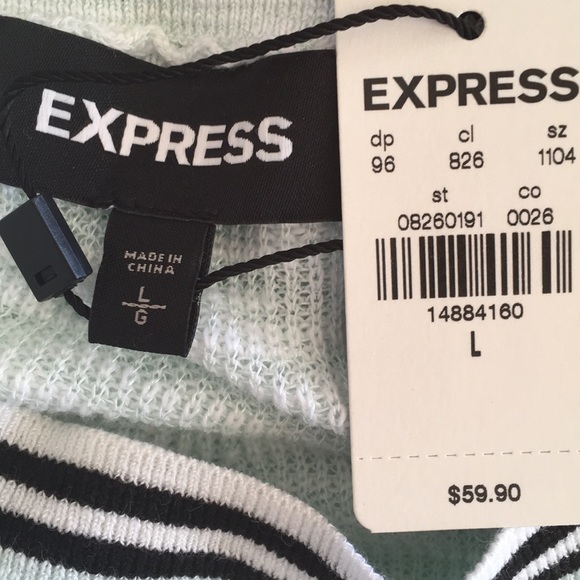 EXPRESS
MADE IN
CHINA
L
G
EXPRESS
dp cl sz
96 826 1104
st co
08260191 0026
14884160
L
$59.90